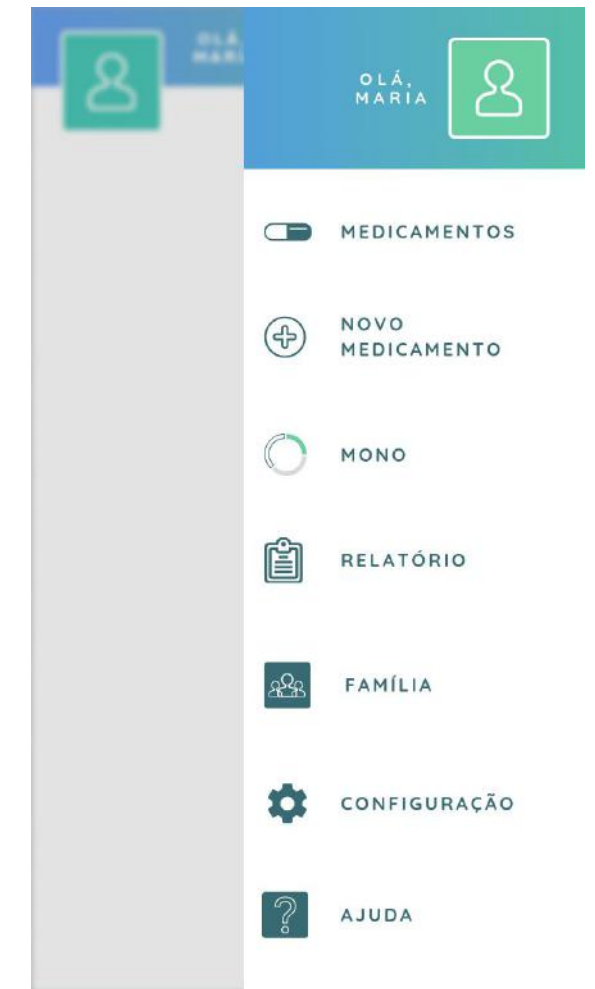 OLÁ,
MARIA
MEDICAMENTOS
NOVO
MEDICAMENTO
MONO
RELATÓRIO
FAMÍLIA
CONFIGURAÇÃO
AJUDA